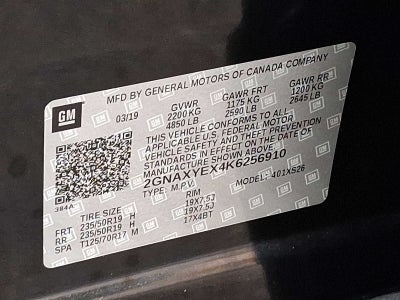 GM
MFD BY GENERAL MOTORS OF CANADA COMPANY
03/19 GVWR GAWR FRT GAWR RR
2200 KG 1175 KG 1200 KG
4850 LB 2590 LB 2645 LB
THIS VEHICLE CONFORMS TO ALL
APPLICABLE U.S. FEDERAL MOTOR
VEHICLE SAFETY AND THEFT PREVENTION
STANDARDS IN EFFECT ON THE DATE OF
MANUFACTURE SHOWN ABOVE.
2GNAXYEX4K6256910
TYPE: M.P.V. MODEL: 1XS26
384A
TIRE SIZE RIM
FRT 235/50R19 H 19X7.5J
RR 235/50R19 H 19X7.5J
SPA T125/70R17 M 17X4BT